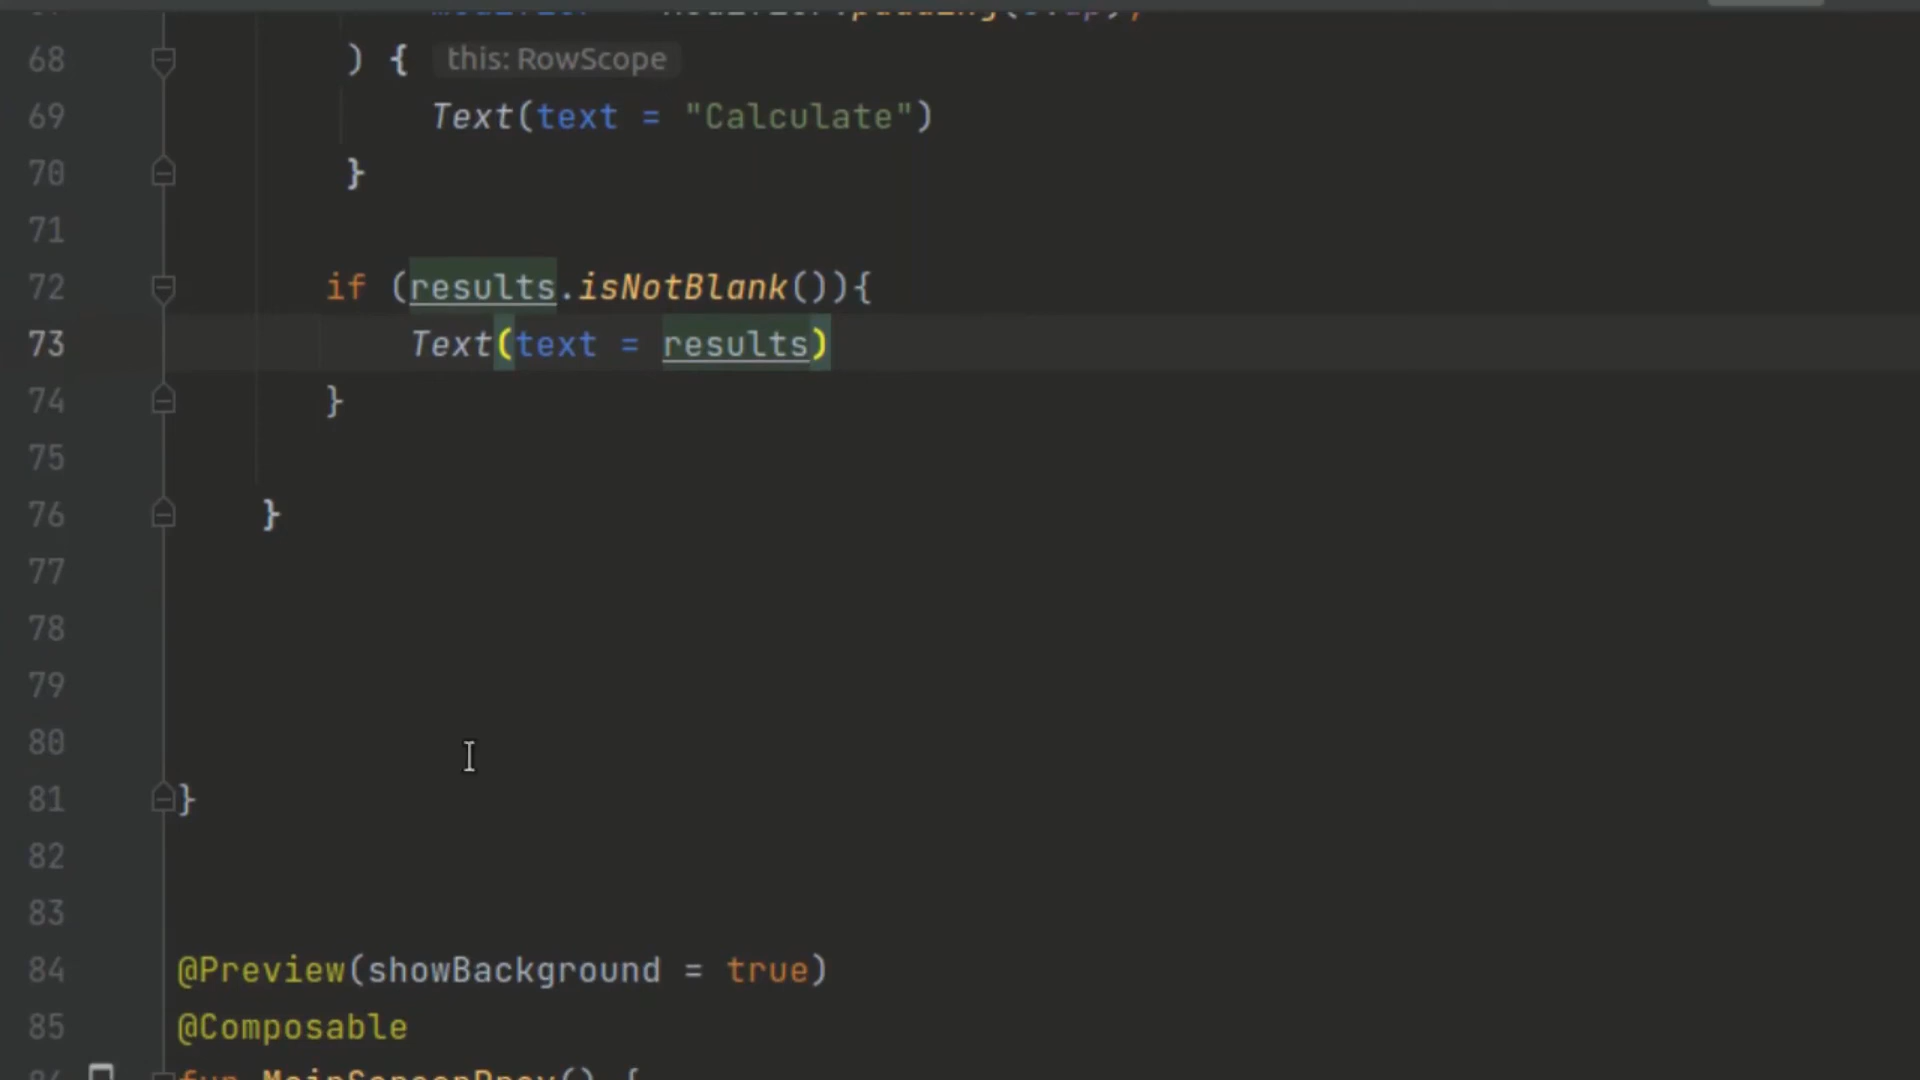 68 ) { this: RowScope
69 Text(text = "Calculate")
70 }
71
72 if (results.isNotBlank()){
73 Text(text = results)
74 }
75
76 }
77
78
79
80
81 }
82
83
84 @Preview(showBackground = true)
85 @Composable